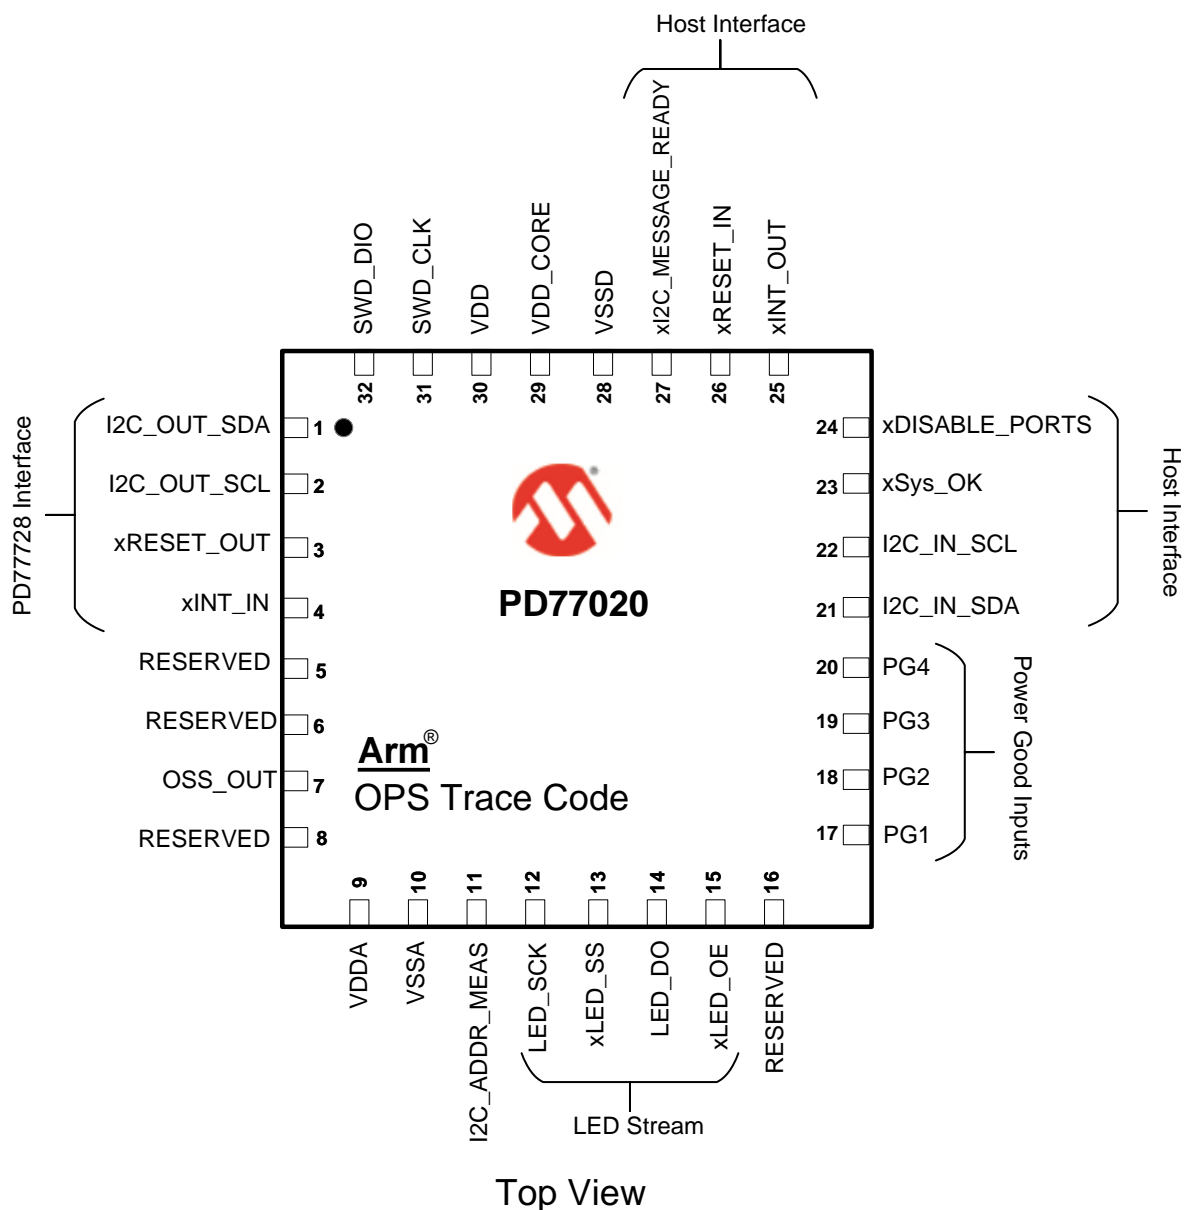 Host Interface
SWD_DIO
SWD_CLK
VDD
VDD_CORE
VSSD
xI2C_MESSAGE_READY
xRESET_IN
xINT_OUT
32
31
30
29
28
27
26
25
PD77728 Interface
I2C_OUT_SDA 1
I2C_OUT_SCL 2
xRESET_OUT 3
xINT_IN 4
RESERVED 5
RESERVED 6
OSS_OUT 7
RESERVED 8
PD77020
Arm®
OPS Trace Code
24 xDISABLE_PORTS
23 xSys_OK
22 I2C_IN_SCL
21 I2C_IN_SDA
Host Interface
20 PG4
19 PG3
18 PG2
17 PG1
Power Good Inputs
9
10
11
12
13
14
15
16
VDDA
VSSA
I2C_ADDR_MEAS
LED_SCK
xLED_SS
LED_DO
xLED_OE
RESERVED
LED Stream
Top View